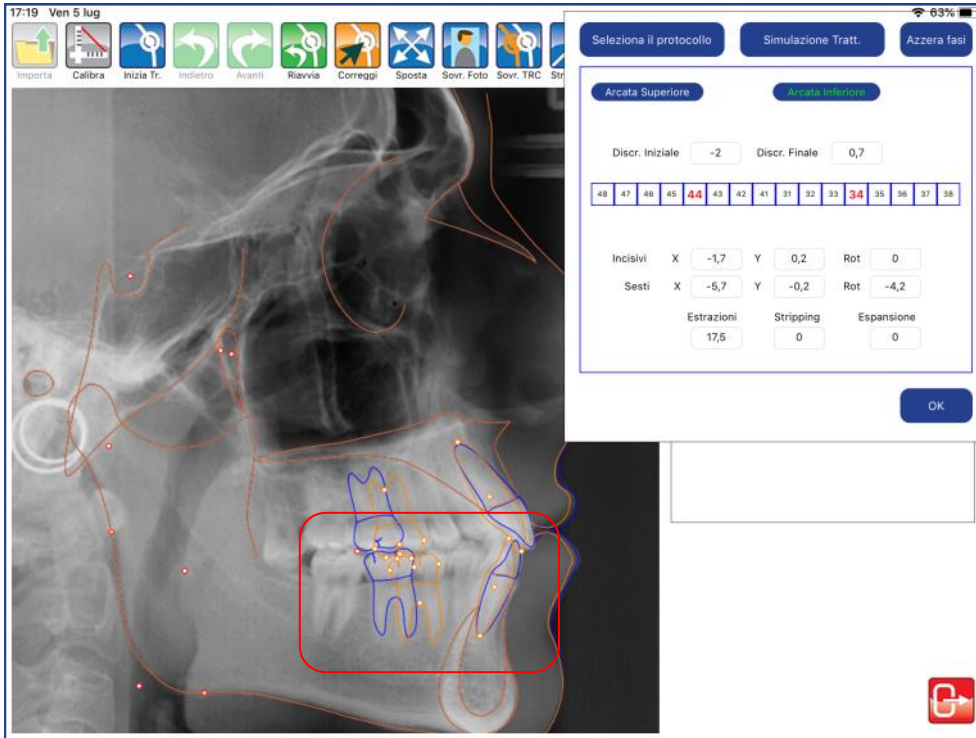 17:19 Ven 5 lug
63%
Importa Calibra Inizia Tr. Indietro Avanti Riavvia Correggi Sposta Sovr. Foto Sovr. TRC Str
Seleziona il protocollo Simulazione Tratt. Azzera fasi
Arcata Superiore Arcata Inferiore
Discr. Iniziale -2 Discr. Finale 0,7
48 47 46 45 44 43 42 41 31 32 33 34 35 36 37 38
Incisivi X -1,7 Y 0,2 Rot 0
Sesti X -5,7 Y -0,2 Rot -4,2
Estrazioni Stripping Espansione
17,5 0 0
OK